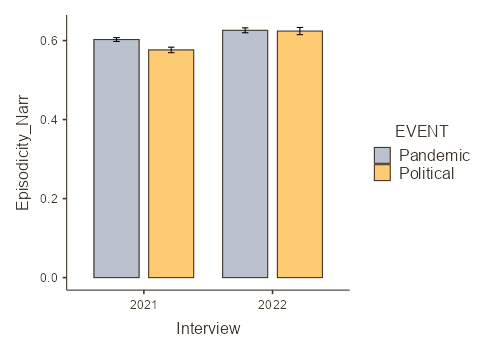 Episodicity_Narr
0.6
0.4
0.2
0.0
2021
2022
Interview
EVENT
Pandemic
Political